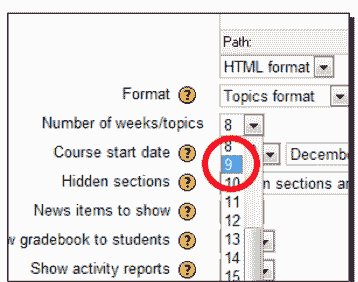 Path:
HTML format
Format ? Topics format
Number of weeks/topics 8
8
Course start date ? Decembe
9
Hidden sections ? 10 n sections ar
11
News items to show ? 12
w gradebook to students ? 13
14
Show activity reports ? 15